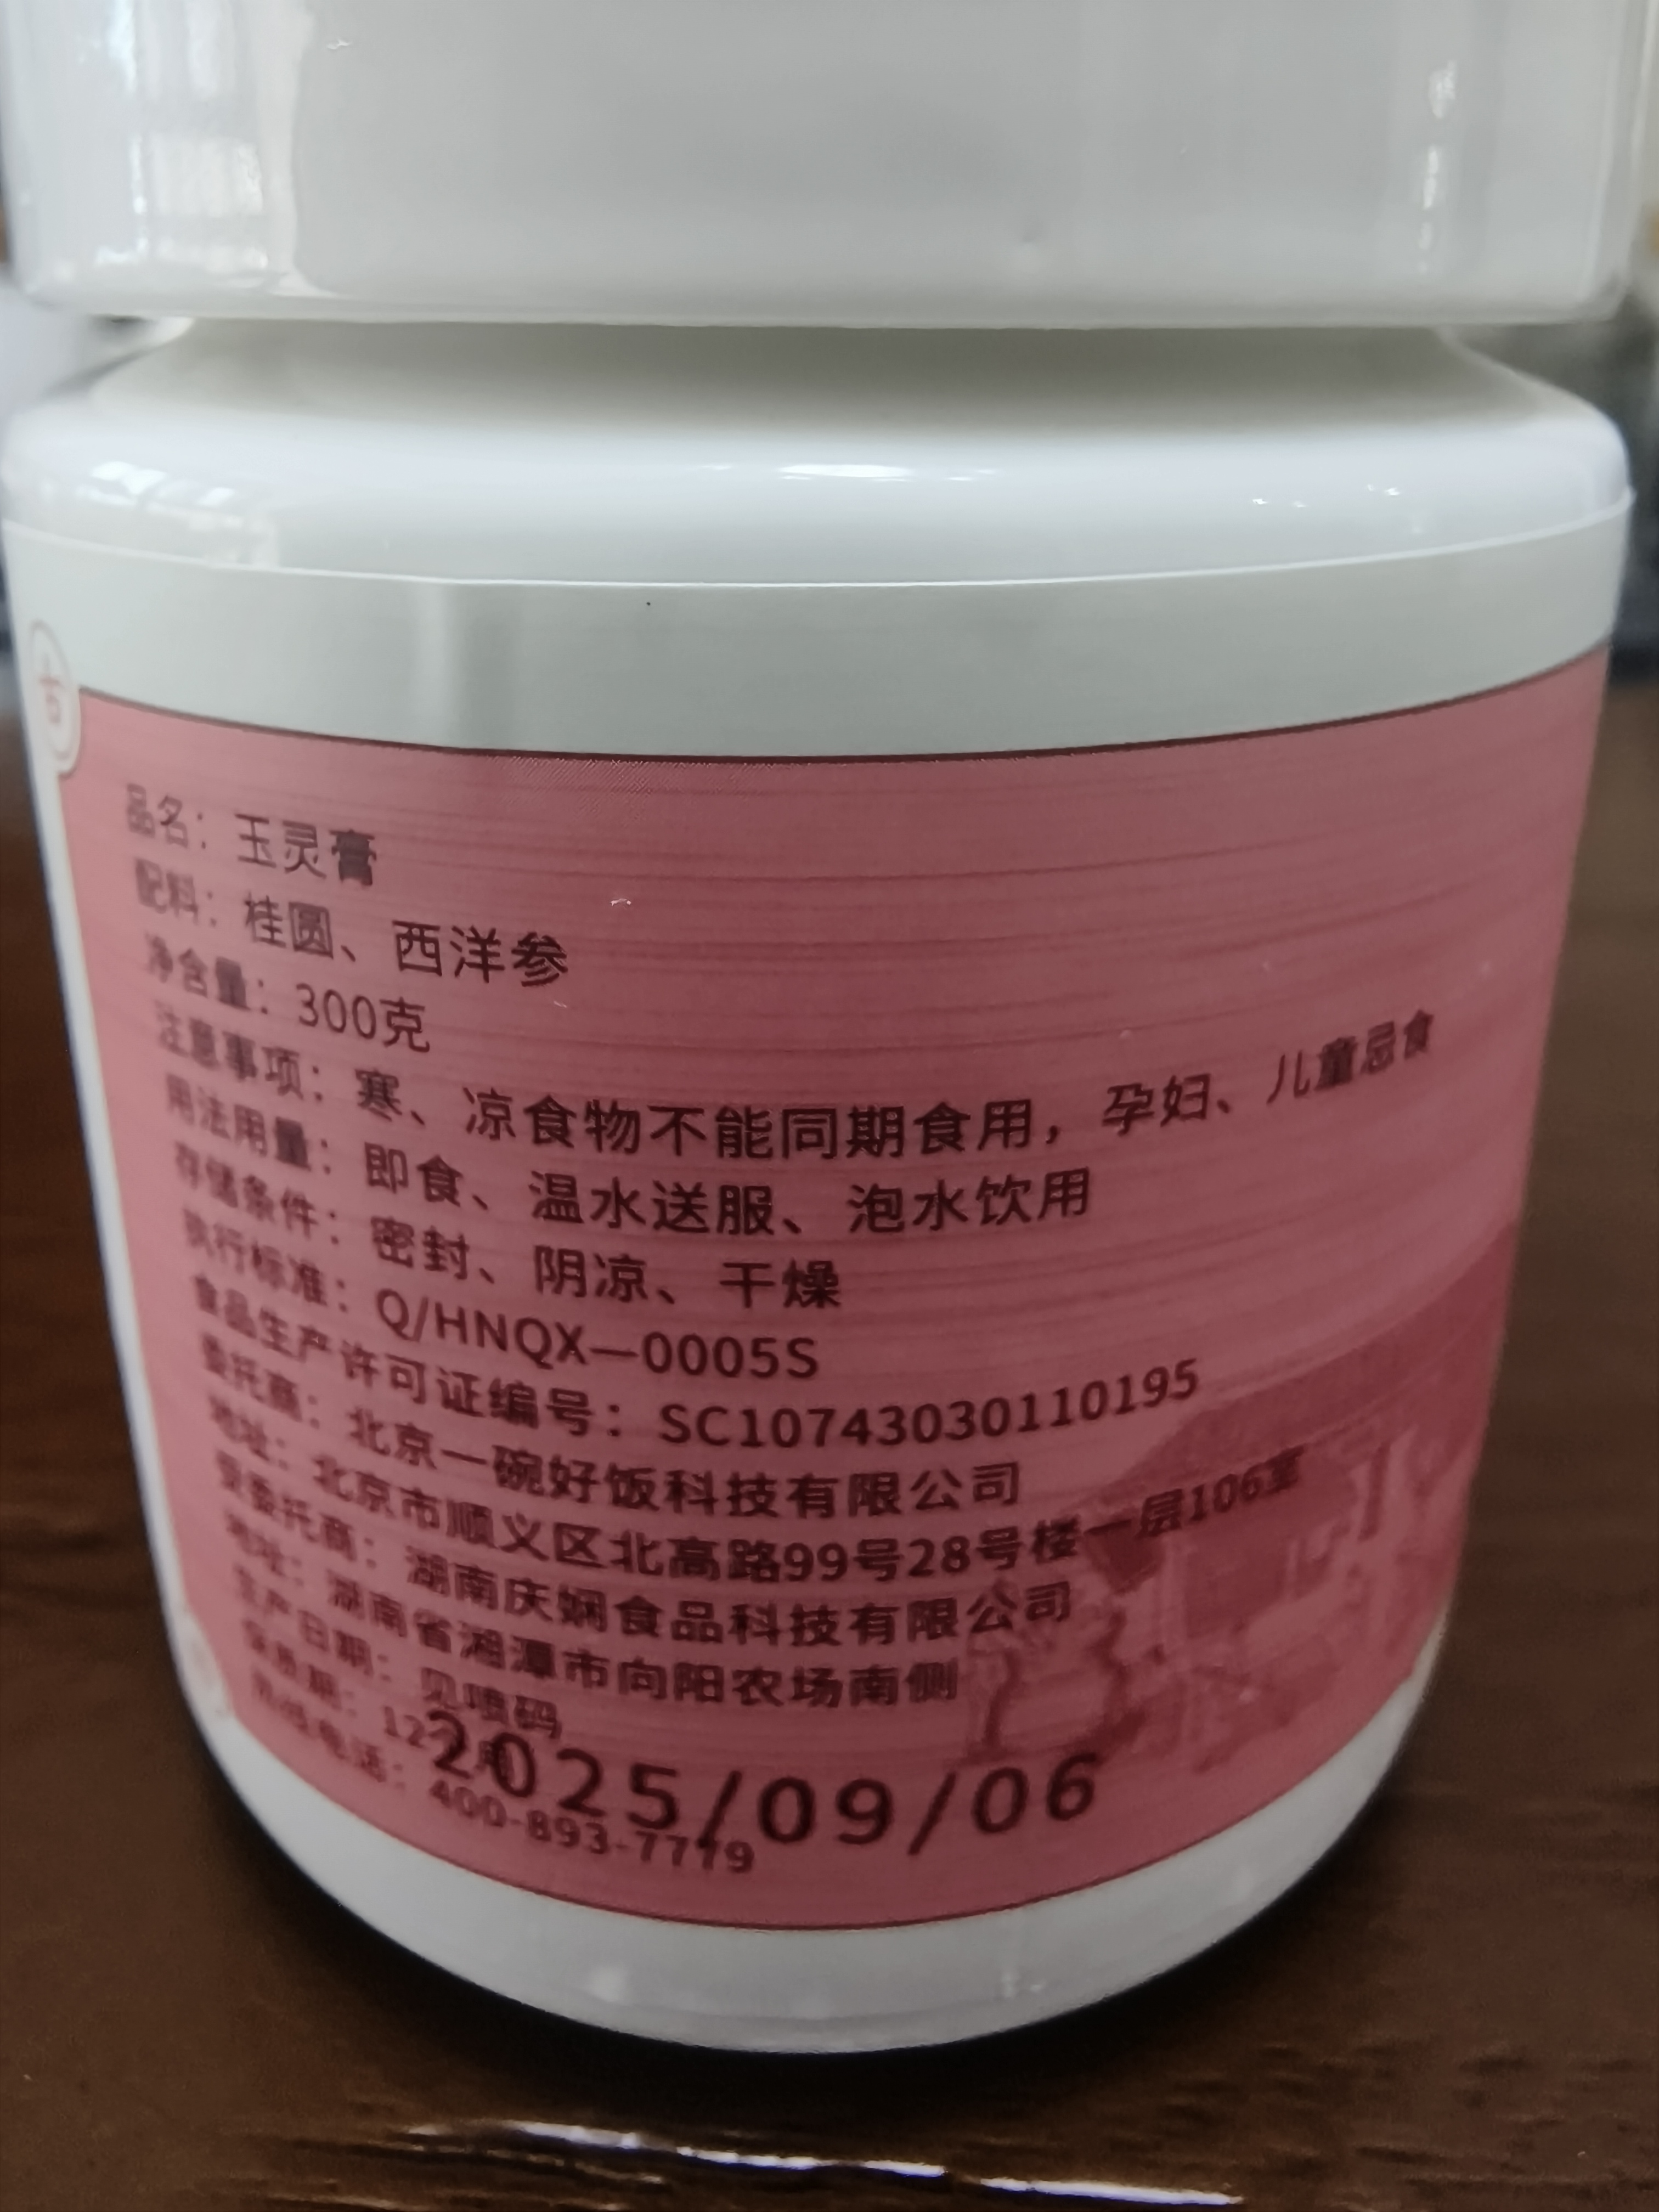 吉
品名：玉灵膏
配料：桂圆、西洋参
净含量：300克
注意事项：寒、凉食物不能同期食用，孕妇、儿童忌食
用法用量：即食、温水送服、泡水饮用
存储条件：密封、阴凉、干燥
执行标准：Q/HNQX—0005S
食品生产许可证编号：SC10743030110195
委托商：北京一碗好饭科技有限公司
地址：北京市顺义区北高路99号28号楼一层106室
受委托商：湖南庆娴食品科技有限公司
地址：湖南省湘潭市向阳农场南侧
生产日期：见喷码
保质期：12个月
2025/09/06
热线电话：400-893-7719